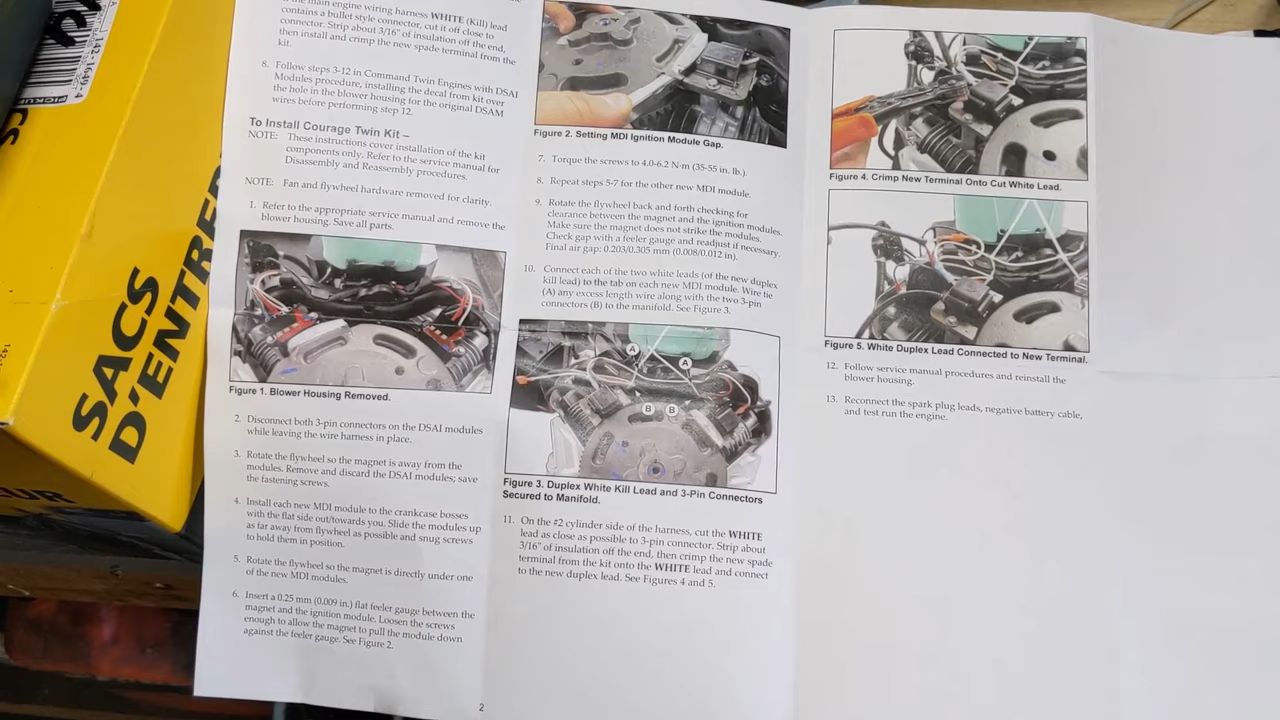 main engine wiring harness WHITE (Kill) lead
contains a bullet style connector, cut it off close to
connector. Strip about 3/16" of insulation off the end,
then install and crimp the new spade terminal from the
kit.
8. Follow steps 3-12 in Command Twin Engines with DSAI
Modules procedure, installing the decal from kit over
the hole in the blower housing for the original DSAM
wires before performing step 12.
To Install Courage Twin Kit –
NOTE: These instructions cover installation of the kit
components only. Refer to the service manual for
Disassembly and Reassembly procedures.
NOTE: Fan and flywheel hardware removed for clarity.
1. Refer to the appropriate service manual and remove the
blower housing. Save all parts.
Figure 1. Blower Housing Removed.
2. Disconnect both 3-pin connectors on the DSAI modules
while leaving the wire harness in place.
3. Rotate the flywheel so the magnet is away from the
modules. Remove and discard the DSAI modules; save
the fastening screws.
4. Install each new MDI module to the crankcase bosses
with the flat side out/towards you. Slide the modules up
as far away from flywheel as possible and snug screws
to hold them in position.
5. Rotate the flywheel so the magnet is directly under one
of the new MDI modules.
6. Insert a 0.25 mm (0.009 in.) flat feeler gauge between the
magnet and the ignition module. Loosen the screws
enough to allow the magnet to pull the module down
against the feeler gauge. See Figure 2.
2
Figure 2. Setting MDI Ignition Module Gap.
7. Torque the screws to 4.0-6.2 N·m (35-55 in. lb.).
8. Repeat steps 5-7 for the other new MDI module.
9. Rotate the flywheel back and forth checking for
clearance between the magnet and the ignition modules.
Make sure the magnet does not strike the modules.
Check gap with a feeler gauge and readjust if necessary.
Final air gap: 0.203/0.305 mm (0.008/0.012 in).
10. Connect each of the two white leads (of the new duplex
kill lead) to the tab on each new MDI module. Wire tie
(A) any excess length wire along with the two 3-pin
connectors (B) to the manifold. See Figure 3.
A A
B B
Figure 3. Duplex White Kill Lead and 3-Pin Connectors
Secured to Manifold.
11. On the #2 cylinder side of the harness, cut the WHITE
lead as close as possible to 3-pin connector. Strip about
3/16" of insulation off the end, then crimp the new spade
terminal from the kit onto the WHITE lead and connect
to the new duplex lead. See Figures 4 and 5.
Figure 4. Crimp New Terminal Onto Cut White Lead.
Figure 5. White Duplex Lead Connected to New Terminal.
12. Follow service manual procedures and reinstall the
blower housing.
13. Reconnect the spark plug leads, negative battery cable,
and test run the engine.
SACS
D'ENTRE
PICKUP